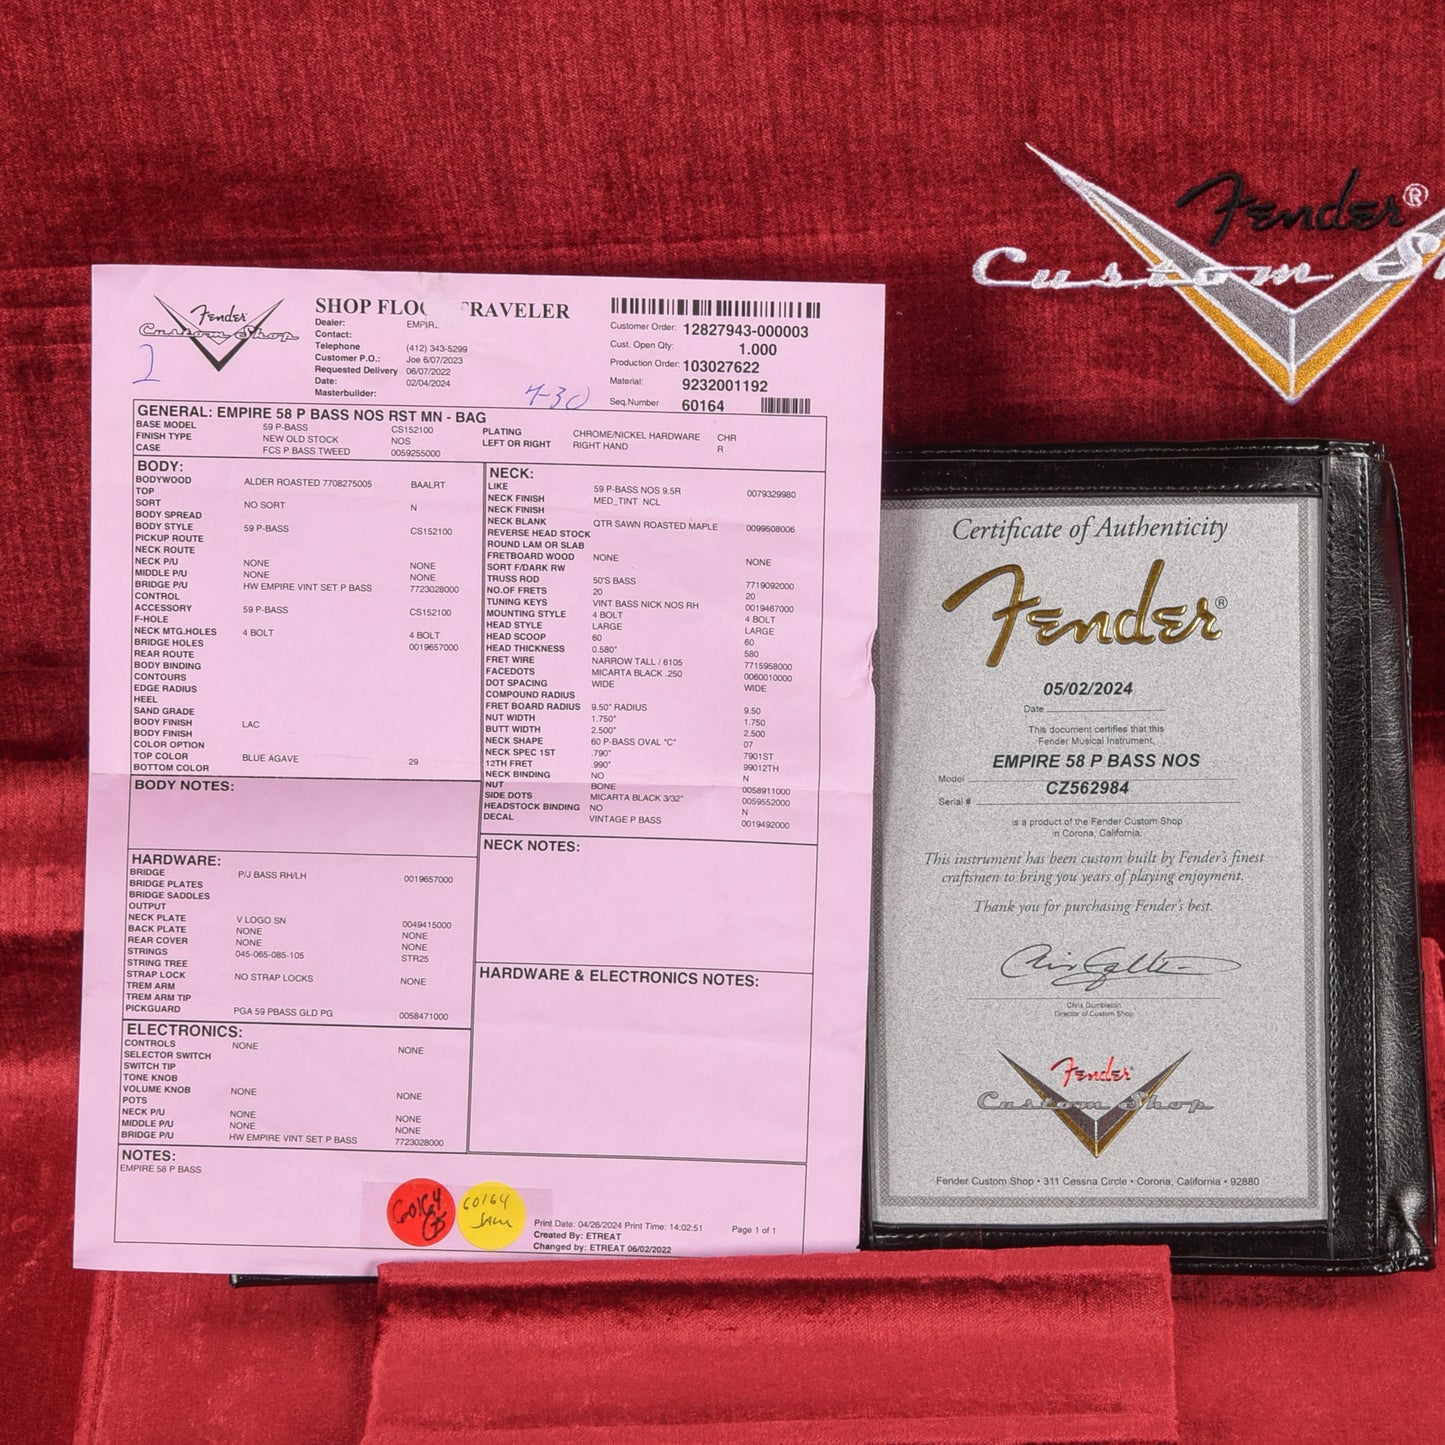 Fender®
Custom Sh
Fender
Custom Shop
2
SHOP FLOO TRAVELER
Dealer: EMPIRE
Contact:
Telephone (412) 343-5299
Customer P.O.: Joe 6/07/2023
Requested Delivery 06/07/2022
Date: 02/04/2024
Masterbuilder:
4-30
Customer Order: 12827943-000003
Cust. Open Qty: 1.000
Production Order: 103027622
Material: 9232001192
Seq.Number 60164
GENERAL: EMPIRE 58 P BASS NOS RST MN - BAG
BASE MODEL 59 P-BASS CS152100
FINISH TYPE NEW OLD STOCK NOS
CASE FCS P BASS TWEED 0059255000
PLATING CHROME/NICKEL HARDWARE CHR
LEFT OR RIGHT RIGHT HAND R
BODY:
BODYWOOD ALDER ROASTED 7708275005 BAALRT
TOP
SORT NO SORT N
BODY SPREAD
BODY STYLE 59 P-BASS CS152100
PICKUP ROUTE
NECK ROUTE
NECK P/U NONE NONE
MIDDLE P/U NONE NONE
BRIDGE P/U HW EMPIRE VINT SET P BASS 7723028000
CONTROL
ACCESSORY 59 P-BASS CS152100
F-HOLE
NECK MTG.HOLES 4 BOLT 4 BOLT
BRIDGE HOLES 0019657000
REAR ROUTE
BODY BINDING
CONTOURS
EDGE RADIUS
HEEL
SAND GRADE
BODY FINISH LAC
BODY FINISH
COLOR OPTION
TOP COLOR BLUE AGAVE 29
BOTTOM COLOR
BODY NOTES:
HARDWARE:
BRIDGE P/J BASS RH/LH 0019657000
BRIDGE PLATES
BRIDGE SADDLES
OUTPUT
NECK PLATE V LOGO SN 0049415000
BACK PLATE NONE NONE
REAR COVER NONE NONE
STRINGS 045-065-085-105 STR25
STRING TREE
STRAP LOCK NO STRAP LOCKS NONE
TREM ARM
TREM ARM TIP
PICKGUARD PGA 59 PBASS GLD PG 0058471000
ELECTRONICS:
CONTROLS NONE NONE
SELECTOR SWITCH
SWITCH TIP
TONE KNOB
VOLUME KNOB NONE NONE
POTS
NECK P/U NONE NONE
MIDDLE P/U NONE NONE
BRIDGE P/U HW EMPIRE VINT SET P BASS 7723028000
NECK:
LIKE 59 P-BASS NOS 9.5R 0079329980
NECK FINISH MED_TINT NCL
NECK FINISH
NECK BLANK QTR SAWN ROASTED MAPLE 0099508006
REVERSE HEAD STOCK
ROUND LAM OR SLAB
FRETBOARD WOOD NONE NONE
SORT F/DARK RW
TRUSS ROD 50'S BASS 7719092000
NO.OF FRETS 20 20
TUNING KEYS VINT BASS NICK NOS RH 0019467000
MOUNTING STYLE 4 BOLT 4 BOLT
HEAD STYLE LARGE LARGE
HEAD SCOOP 60 60
HEAD THICKNESS 0.580" 580
FRET WIRE NARROW TALL / 6105 7715958000
FACEDOTS MICARTA BLACK .250 0060010000
DOT SPACING WIDE WIDE
COMPOUND RADIUS
FRET BOARD RADIUS 9.50" RADIUS 9.50
NUT WIDTH 1.750" 1.750
BUTT WIDTH 2.500" 2.500
NECK SHAPE 60 P-BASS OVAL "C" 07
NECK SPEC 1ST .790" 7901ST
12TH FRET .990" 99012TH
NECK BINDING NO N
NUT BONE 0058911000
SIDE DOTS MICARTA BLACK 3/32" 0059552000
HEADSTOCK BINDING NO N
DECAL VINTAGE P BASS 0019492000
NECK NOTES:
HARDWARE & ELECTRONICS NOTES:
NOTES:
EMPIRE 58 P BASS
60164
60164
Print Date: 04/26/2024 Print Time: 14:02:51 Page 1 of 1
Created By: ETREAT
Changed by: ETREAT 06/02/2022
Certificate of Authenticity
Fender®
05/02/2024
Date
This document certifies that this
Fender Musical Instrument,
EMPIRE 58 P BASS NOS
Model
CZ562984
Serial #
is a product of the Fender Custom Shop
in Corona, California.
This instrument has been custom built by Fender's finest
craftsmen to bring you years of playing enjoyment.
Thank you for purchasing Fender's best.
Chris Gumbleton
Director of Custom Shop
Fender
Custom Shop
Fender Custom Shop • 311 Cessna Circle • Corona, California • 92880